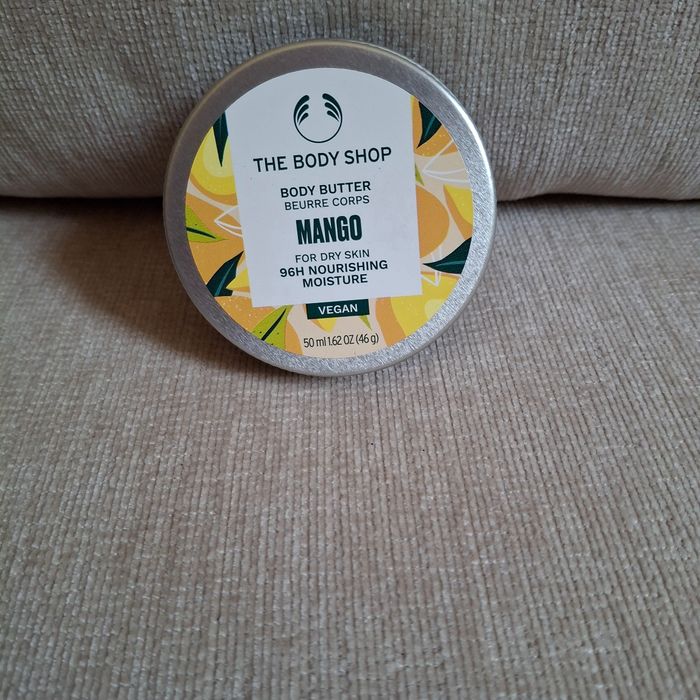 THE BODY SHOP
BODY BUTTER
BEURRE CORPS
MANGO
FOR DRY SKIN
96H NOURISHING
MOISTURE
VEGAN
50 ml 1.62 OZ (46 g)